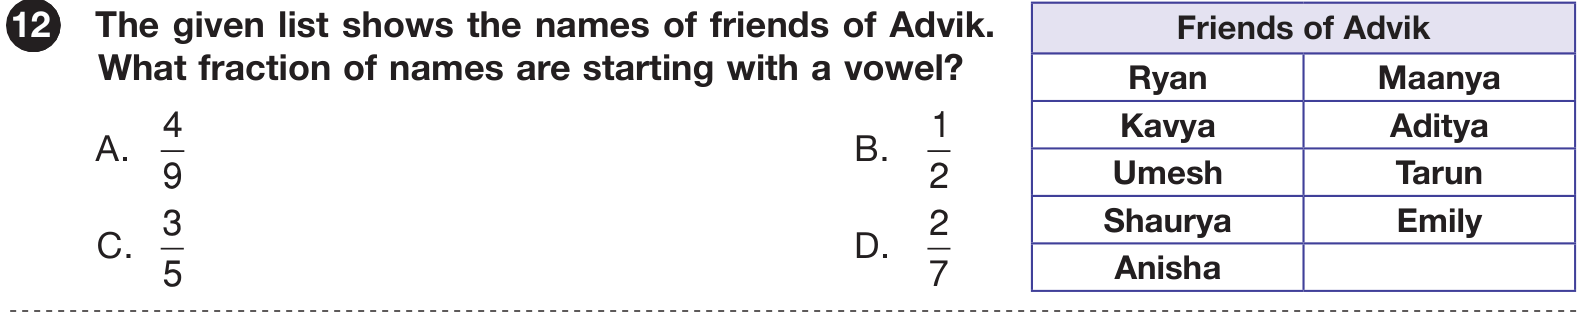 12 The given list shows the names of friends of Advik.
What fraction of names are starting with a vowel?
A. 4/9
B. 1/2
C. 3/5
D. 2/7
Friends of Advik
Ryan Maanya
Kavya Aditya
Umesh Tarun
Shaurya Emily
Anisha